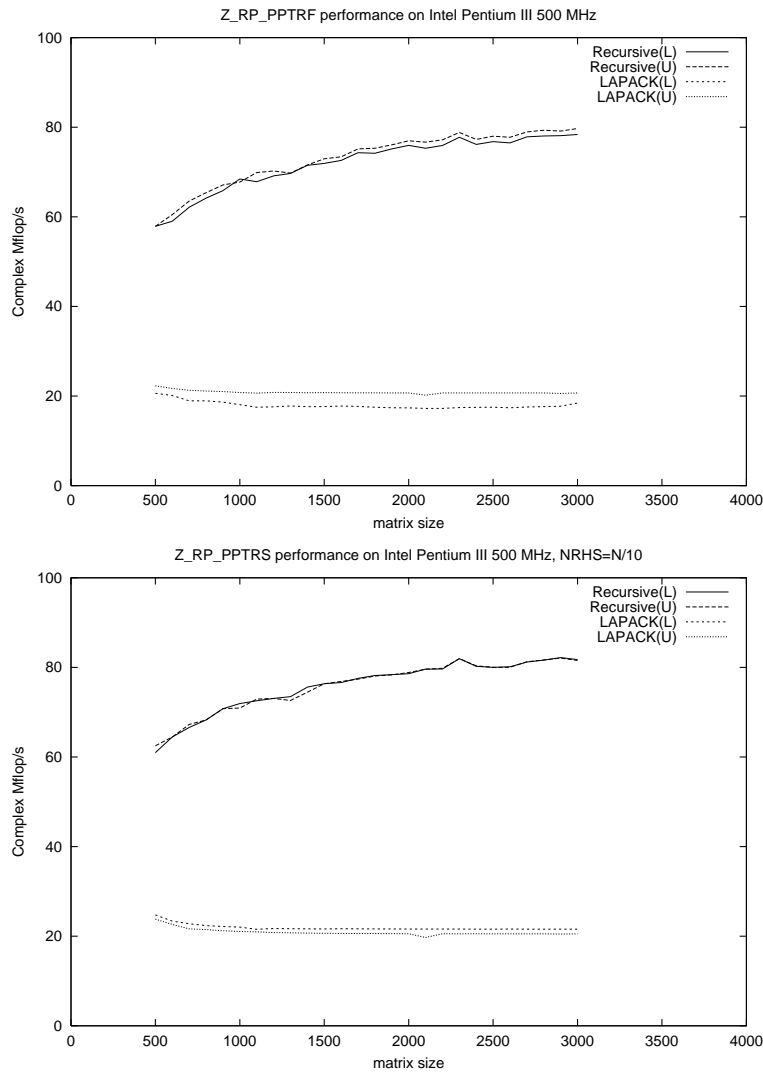 Z_RP_PPTRF performance on Intel Pentium III 500 MHz
100
80
60
40
20
0
Complex Mflop/s
Recursive(L)
Recursive(U)
LAPACK(L)
LAPACK(U)
0 500 1000 1500 2000 2500 3000 3500 4000
matrix size
Z_RP_PPTRS performance on Intel Pentium III 500 MHz, NRHS=N/10
100
80
60
40
20
0
Complex Mflop/s
Recursive(L)
Recursive(U)
LAPACK(L)
LAPACK(U)
0 500 1000 1500 2000 2500 3000 3500 4000
matrix size